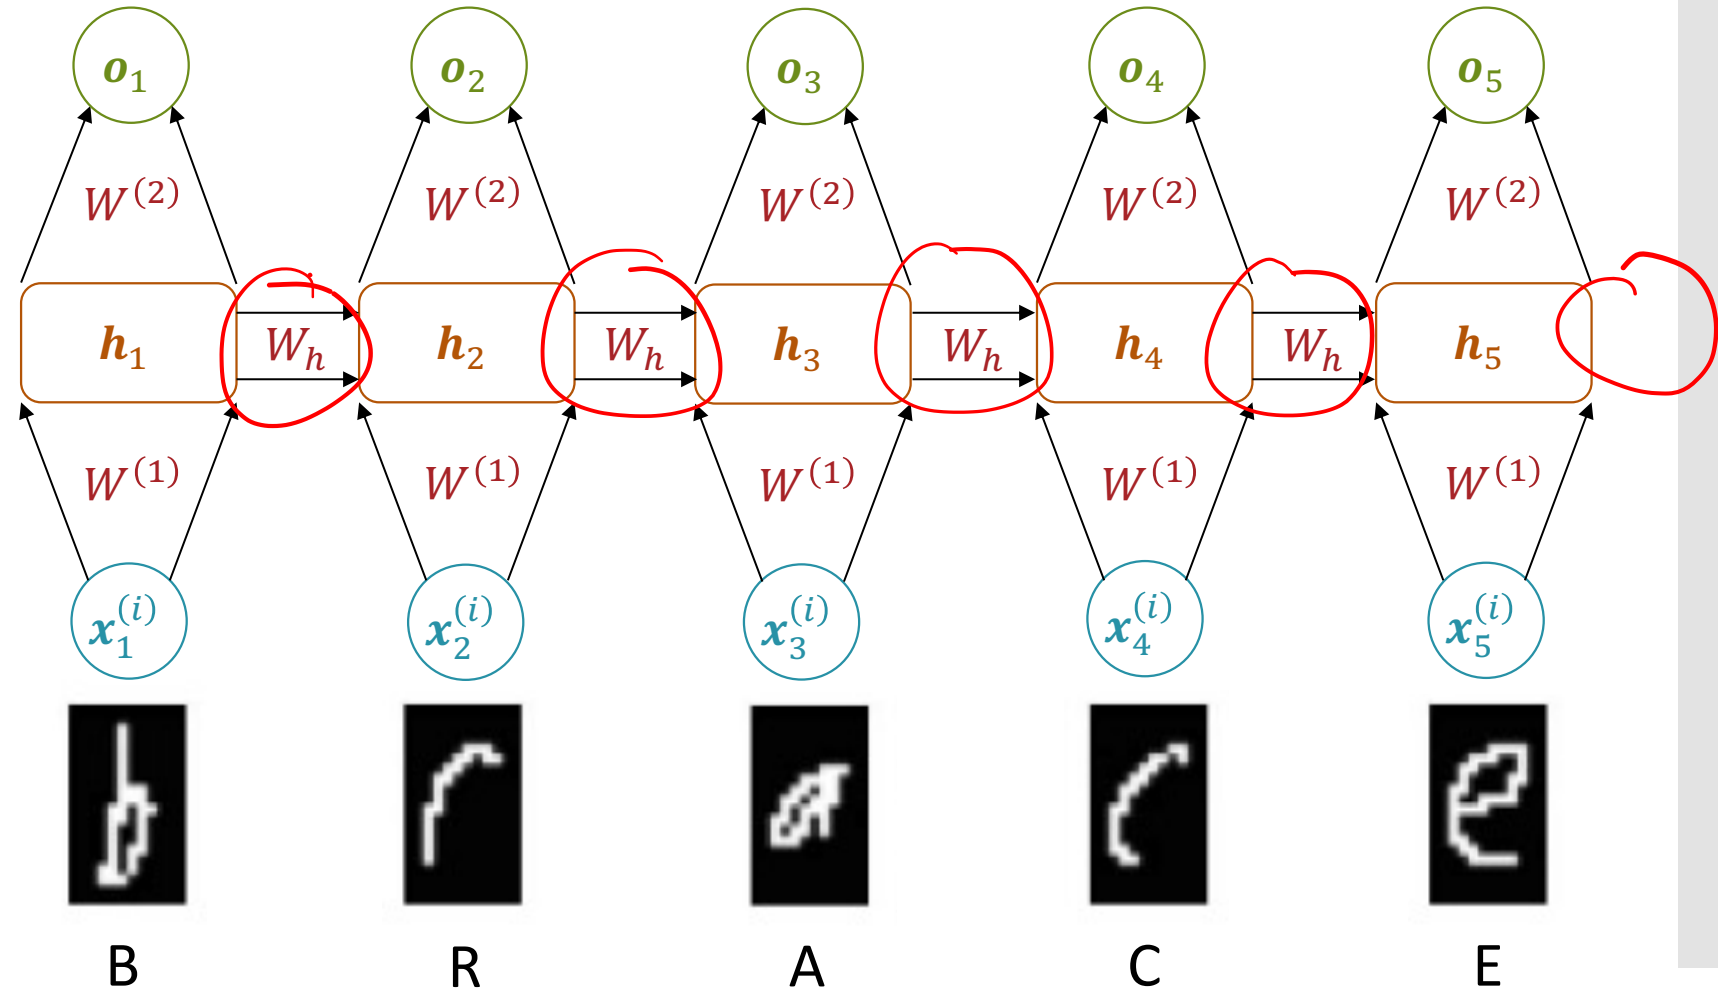 o₁ o₂ o₃ o₄ o₅
W⁽²⁾ W⁽²⁾ W⁽²⁾ W⁽²⁾ W⁽²⁾
h₁ Wₕ h₂ Wₕ h₃ Wₕ h₄ Wₕ h₅
W⁽¹⁾ W⁽¹⁾ W⁽¹⁾ W⁽¹⁾ W⁽¹⁾
x₁⁽ⁱ⁾ x₂⁽ⁱ⁾ x₃⁽ⁱ⁾ x₄⁽ⁱ⁾ x₅⁽ⁱ⁾
b r a c e
B R A C E